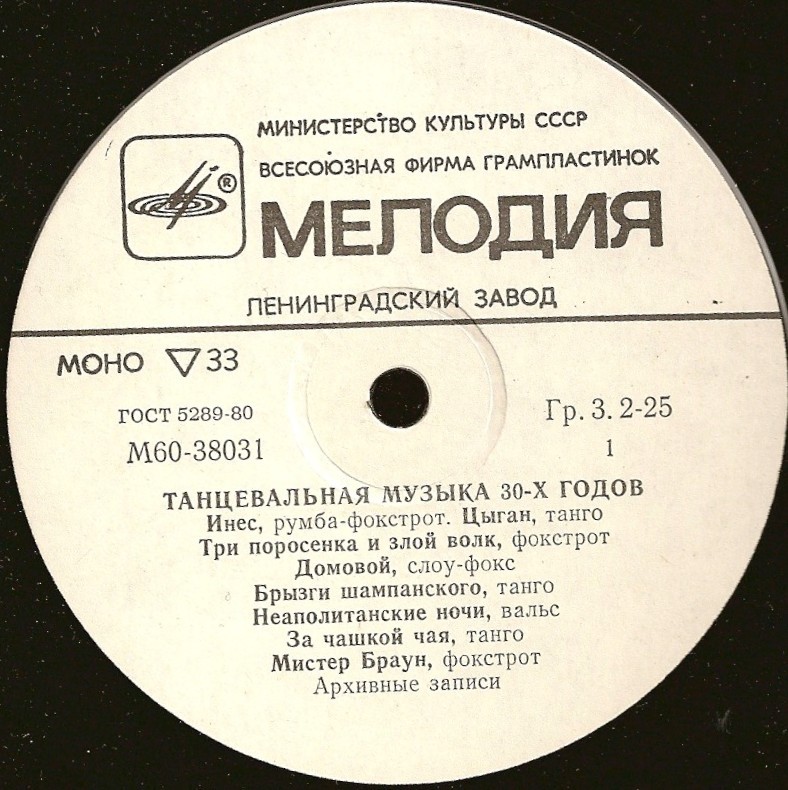 МИНИСТЕРСТВО КУЛЬТУРЫ СССР
ВСЕСОЮЗНАЯ ФИРМА ГРАМПЛАСТИНОК
®
МЕЛОДИЯ
ЛЕНИНГРАДСКИЙ ЗАВОД
МОНО ▽ 33
ГОСТ 5289-80
Гр. 3. 2-25
М60-38031
1
ТАНЦЕВАЛЬНАЯ МУЗЫКА 30-Х ГОДОВ
Инес, румба-фокстрот. Цыган, танго
Три поросенка и злой волк, фокстрот
Домовой, слоу-фокс
Брызги шампанского, танго
Неаполитанские ночи, вальс
За чашкой чая, танго
Мистер Браун, фокстрот
Архивные записи